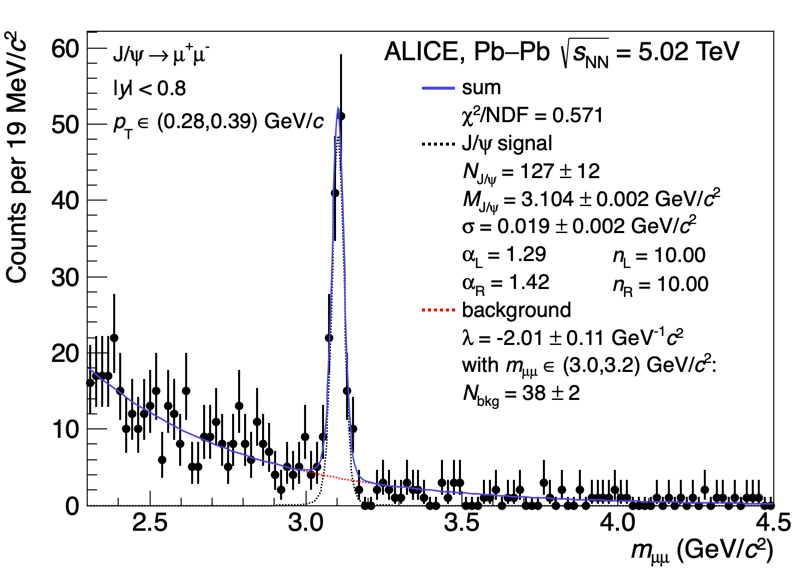 Counts per 19 MeV/c²
60
50
40
30
20
10
0
J/ψ → μ⁺μ⁻
|y| < 0.8
p_T ∈ (0.28,0.39) GeV/c
ALICE, Pb–Pb √s_NN = 5.02 TeV
sum
χ²/NDF = 0.571
J/ψ signal
N_J/ψ = 127 ± 12
M_J/ψ = 3.104 ± 0.002 GeV/c²
σ = 0.019 ± 0.002 GeV/c²
α_L = 1.29 n_L = 10.00
α_R = 1.42 n_R = 10.00
background
λ = -2.01 ± 0.11 GeV⁻¹c²
with m_μμ ∈ (3.0,3.2) GeV/c²:
N_bkg = 38 ± 2
2.5 3.0 3.5 4.0 4.5
m_μμ (GeV/c²)